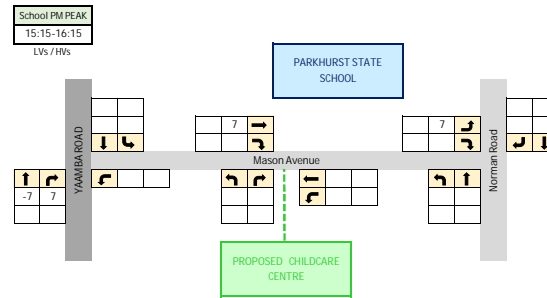 School PM PEAK
15:15-16:15
LVs / HVs
PARKHURST STATE
SCHOOL
7
7
YAAMBA ROAD
Mason Avenue
Norman Road
-7 7
PROPOSED CHILDCARE
CENTRE